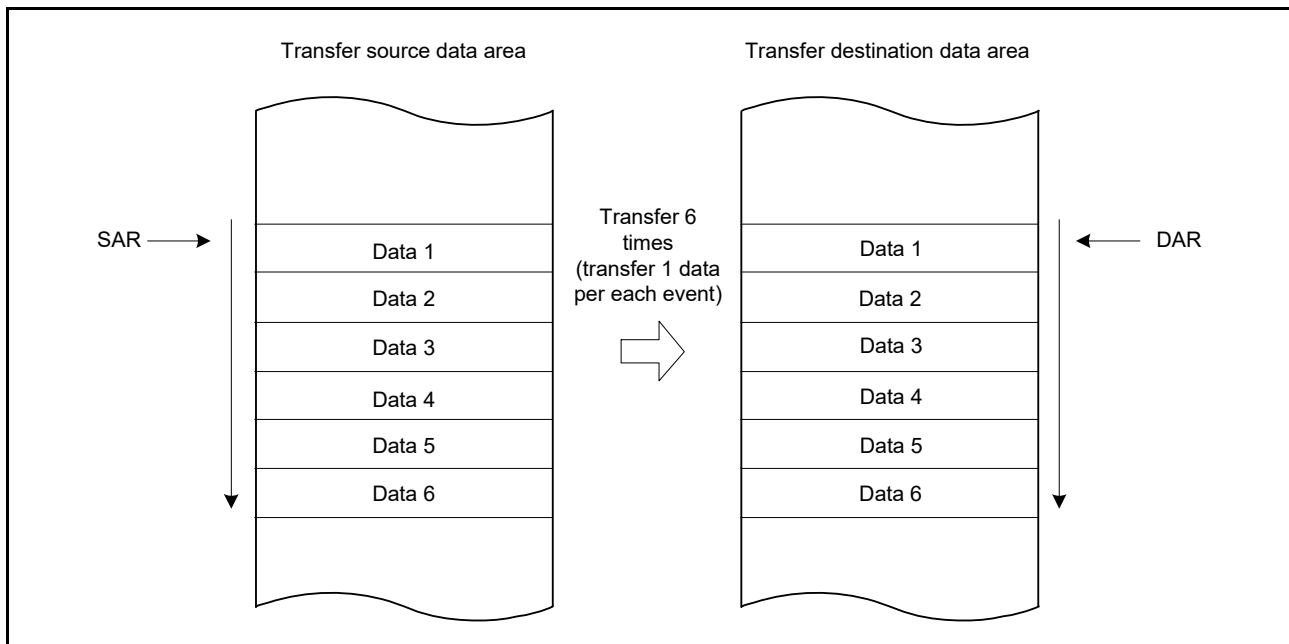 Transfer source data area
Transfer destination data area
SAR
Data 1
Data 2
Data 3
Data 4
Data 5
Data 6
Transfer 6
times
(transfer 1 data
per each event)
Data 1
Data 2
Data 3
Data 4
Data 5
Data 6
DAR